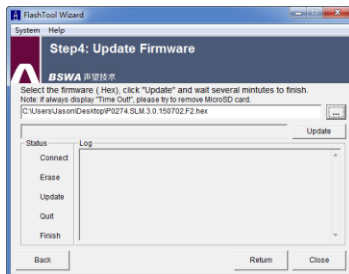 FlashTool Wizard
System Help
Step4: Update Firmware
BSWA 声望技术
Select the firmware (.Hex), click "Update" and wait several mintutes to finish.
Note: if always display "Time Out!", please try to remove MicroSD card.
C:\Users\Jason\Desktop\P0274.SLM.3.0.150702.F2.hex
...
Update
Status Log
Connect
Erase
Update
Quit
Finish
Back Return Close